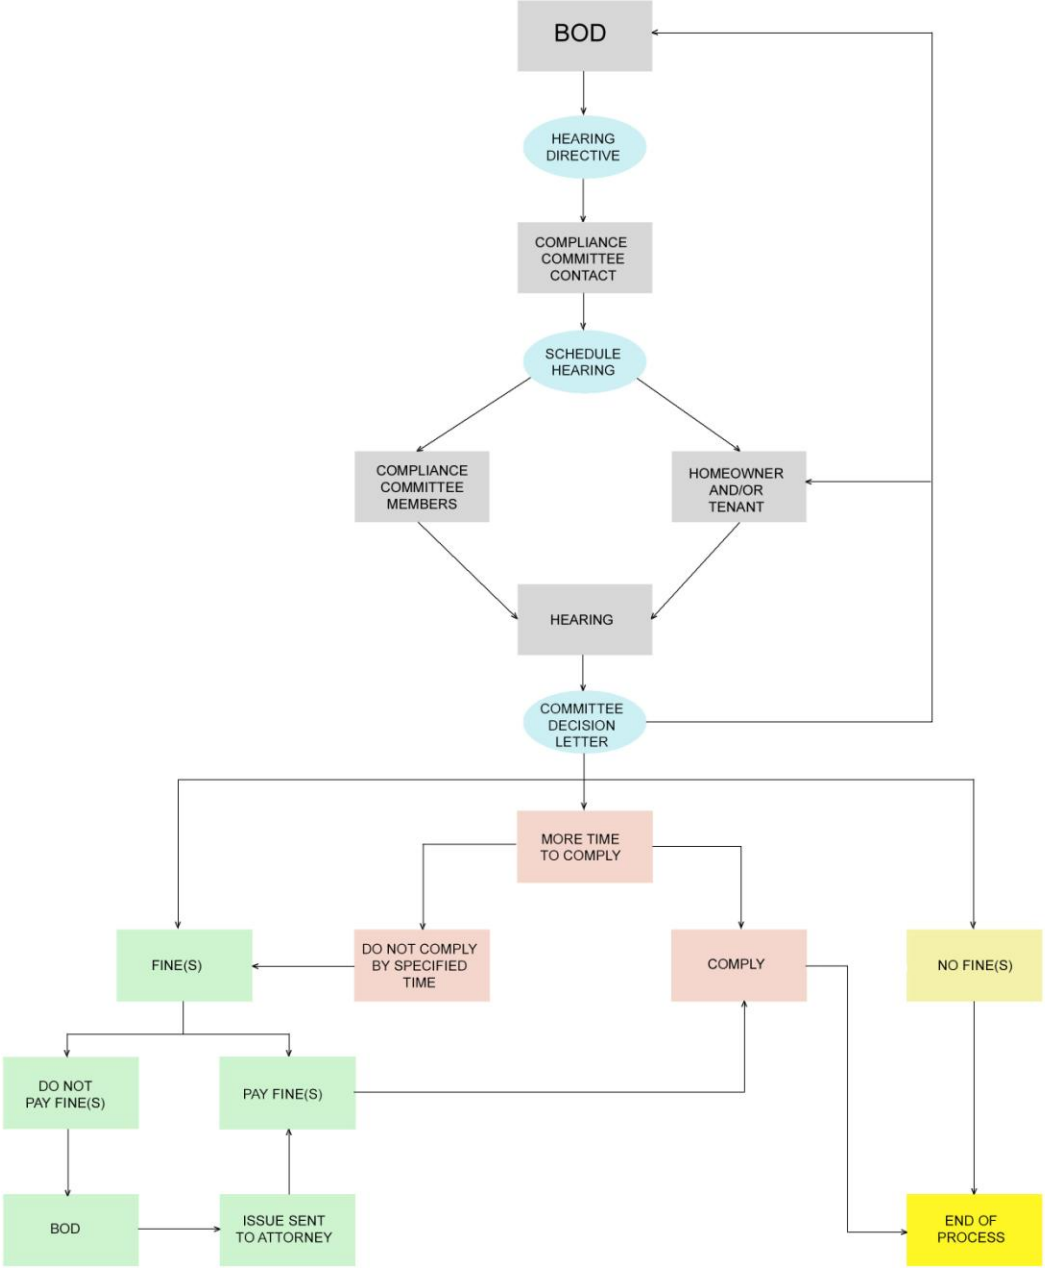 BOD
HEARING
DIRECTIVE
COMPLIANCE
COMMITTEE
CONTACT
SCHEDULE
HEARING
COMPLIANCE
COMMITTEE
MEMBERS
HOMEOWNER
AND/OR
TENANT
HEARING
COMMITTEE
DECISION
LETTER
MORE TIME
TO COMPLY
FINE(S)
DO NOT COMPLY
BY SPECIFIED
TIME
COMPLY
NO FINE(S)
DO NOT
PAY FINE(S)
PAY FINE(S)
BOD
ISSUE SENT
TO ATTORNEY
END OF
PROCESS